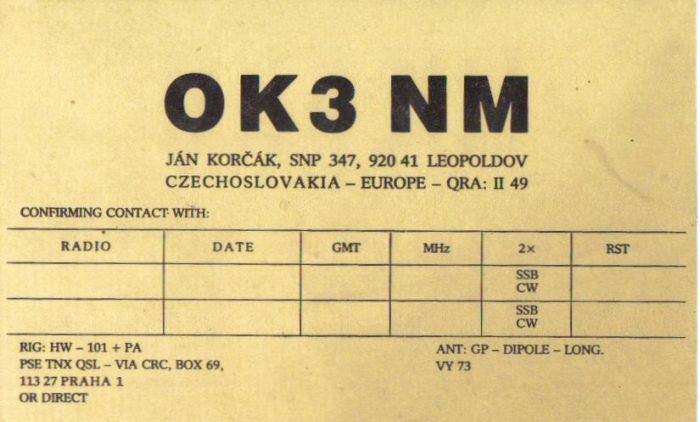 OK3 NM
JÁN KORČÁK, SNP 347, 920 41 LEOPOLDOV
CZECHOSLOVAKIA – EUROPE – QRA: II 49
CONFIRMING CONTACT WITH:
RADIO DATE GMT MHz 2× RST
SSB
CW
SSB
CW
RIG: HW – 101 + PA
PSE TNX QSL – VIA CRC, BOX 69,
113 27 PRAHA 1
OR DIRECT
ANT: GP – DIPOLE – LONG.
VY 73